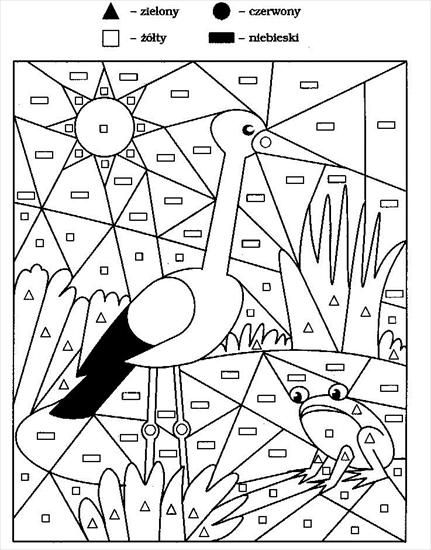 – zielony – czerwony
– żółty – niebieski